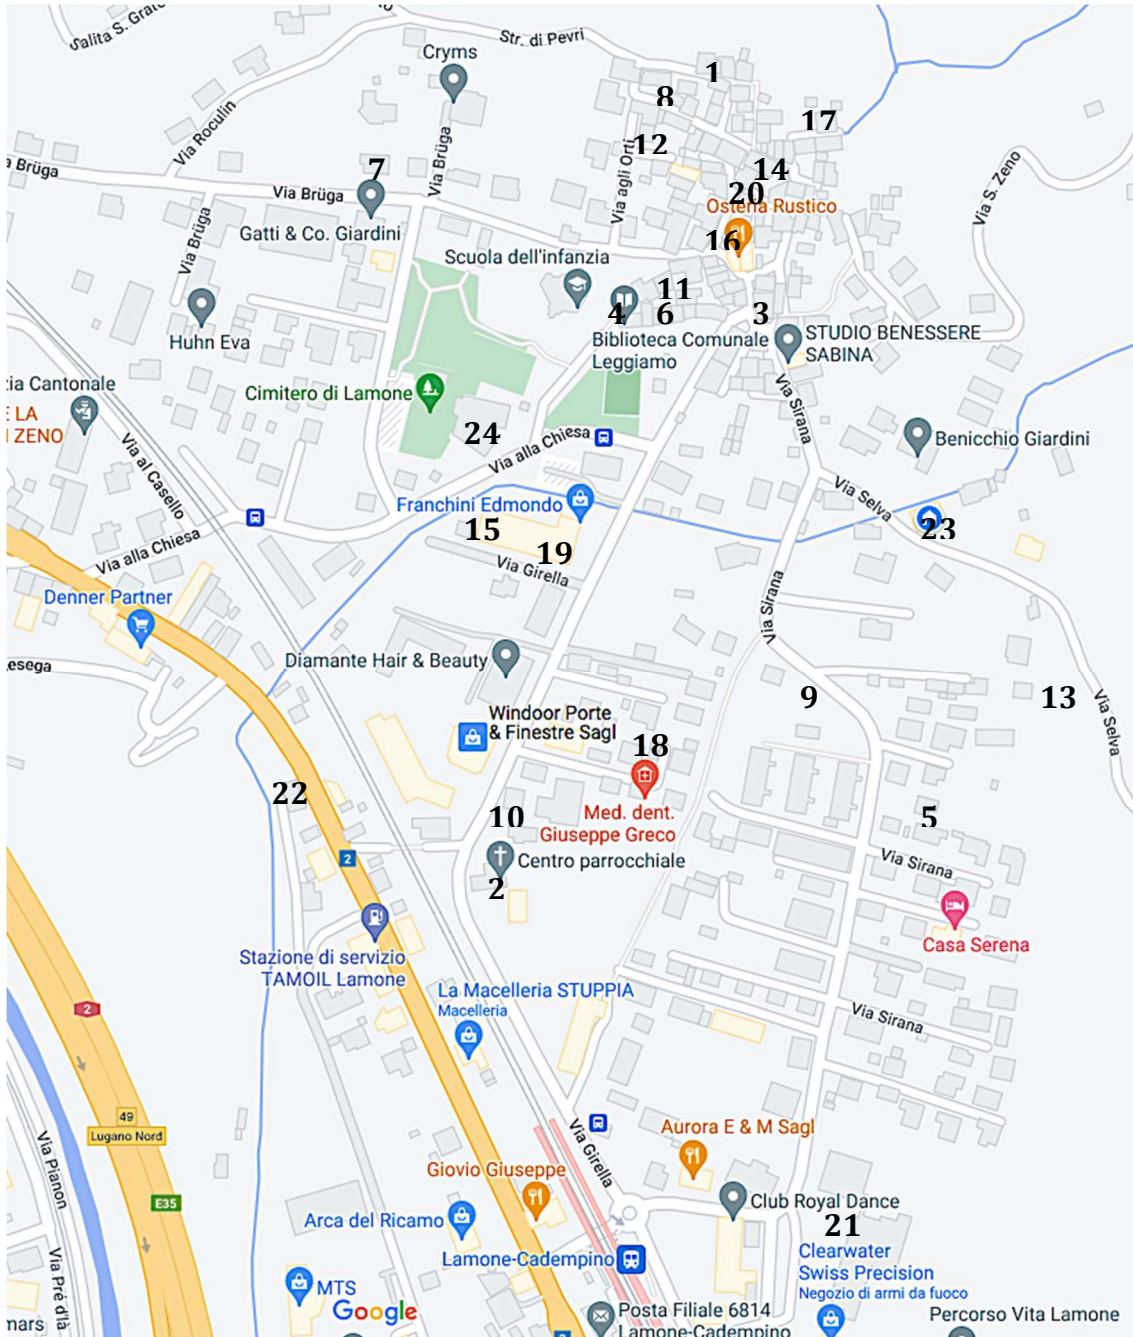 Salita S. Grato
Str. di Pevri
Cryms
1
8
17
Via Roculin
12
Via Brüga
a Brüga
7
14
Via S. Zeno
Via Brüga
Via agli Orti
20
Osteria Rustico
Via Brüga
Gatti & Co. Giardini
16
Scuola dell'infanzia
11
4
6
3
Huhn Eva
Biblioteca Comunale
Leggiamo
STUDIO BENESSERE
SABINA
zia Cantonale
Cimitero di Lamone
E LA
I ZENO
Via Sirana
24
Via alla Chiesa
Benicchio Giardini
Via al Casello
Franchini Edmondo
Via Selva
15
23
Via alla Chiesa
19
Via Girella
Denner Partner
Via Sirana
esega
Diamante Hair & Beauty
9
13
Via Selva
Windoor Porte
& Finestre Sagl
18
22
10
Med. dent.
Giuseppe Greco
5
2
Centro parrocchiale
Via Sirana
2
Casa Serena
Stazione di servizio
TAMOIL Lamone
La Macelleria STUPPIA
Macelleria
2
Via Sirana
49
Lugano Nord
Via Pianon
Via Girella
Aurora E & M Sagl
Giovio Giuseppe
E35
Club Royal Dance
Arca del Ricamo
21
Lamone-Cadempino
Clearwater
Swiss Precision
Negozio di armi da fuoco
Via Pré d'là
MTS
Google
mars
Posta Filiale 6814
Lamone-Cadempino
Percorso Vita Lamone
2